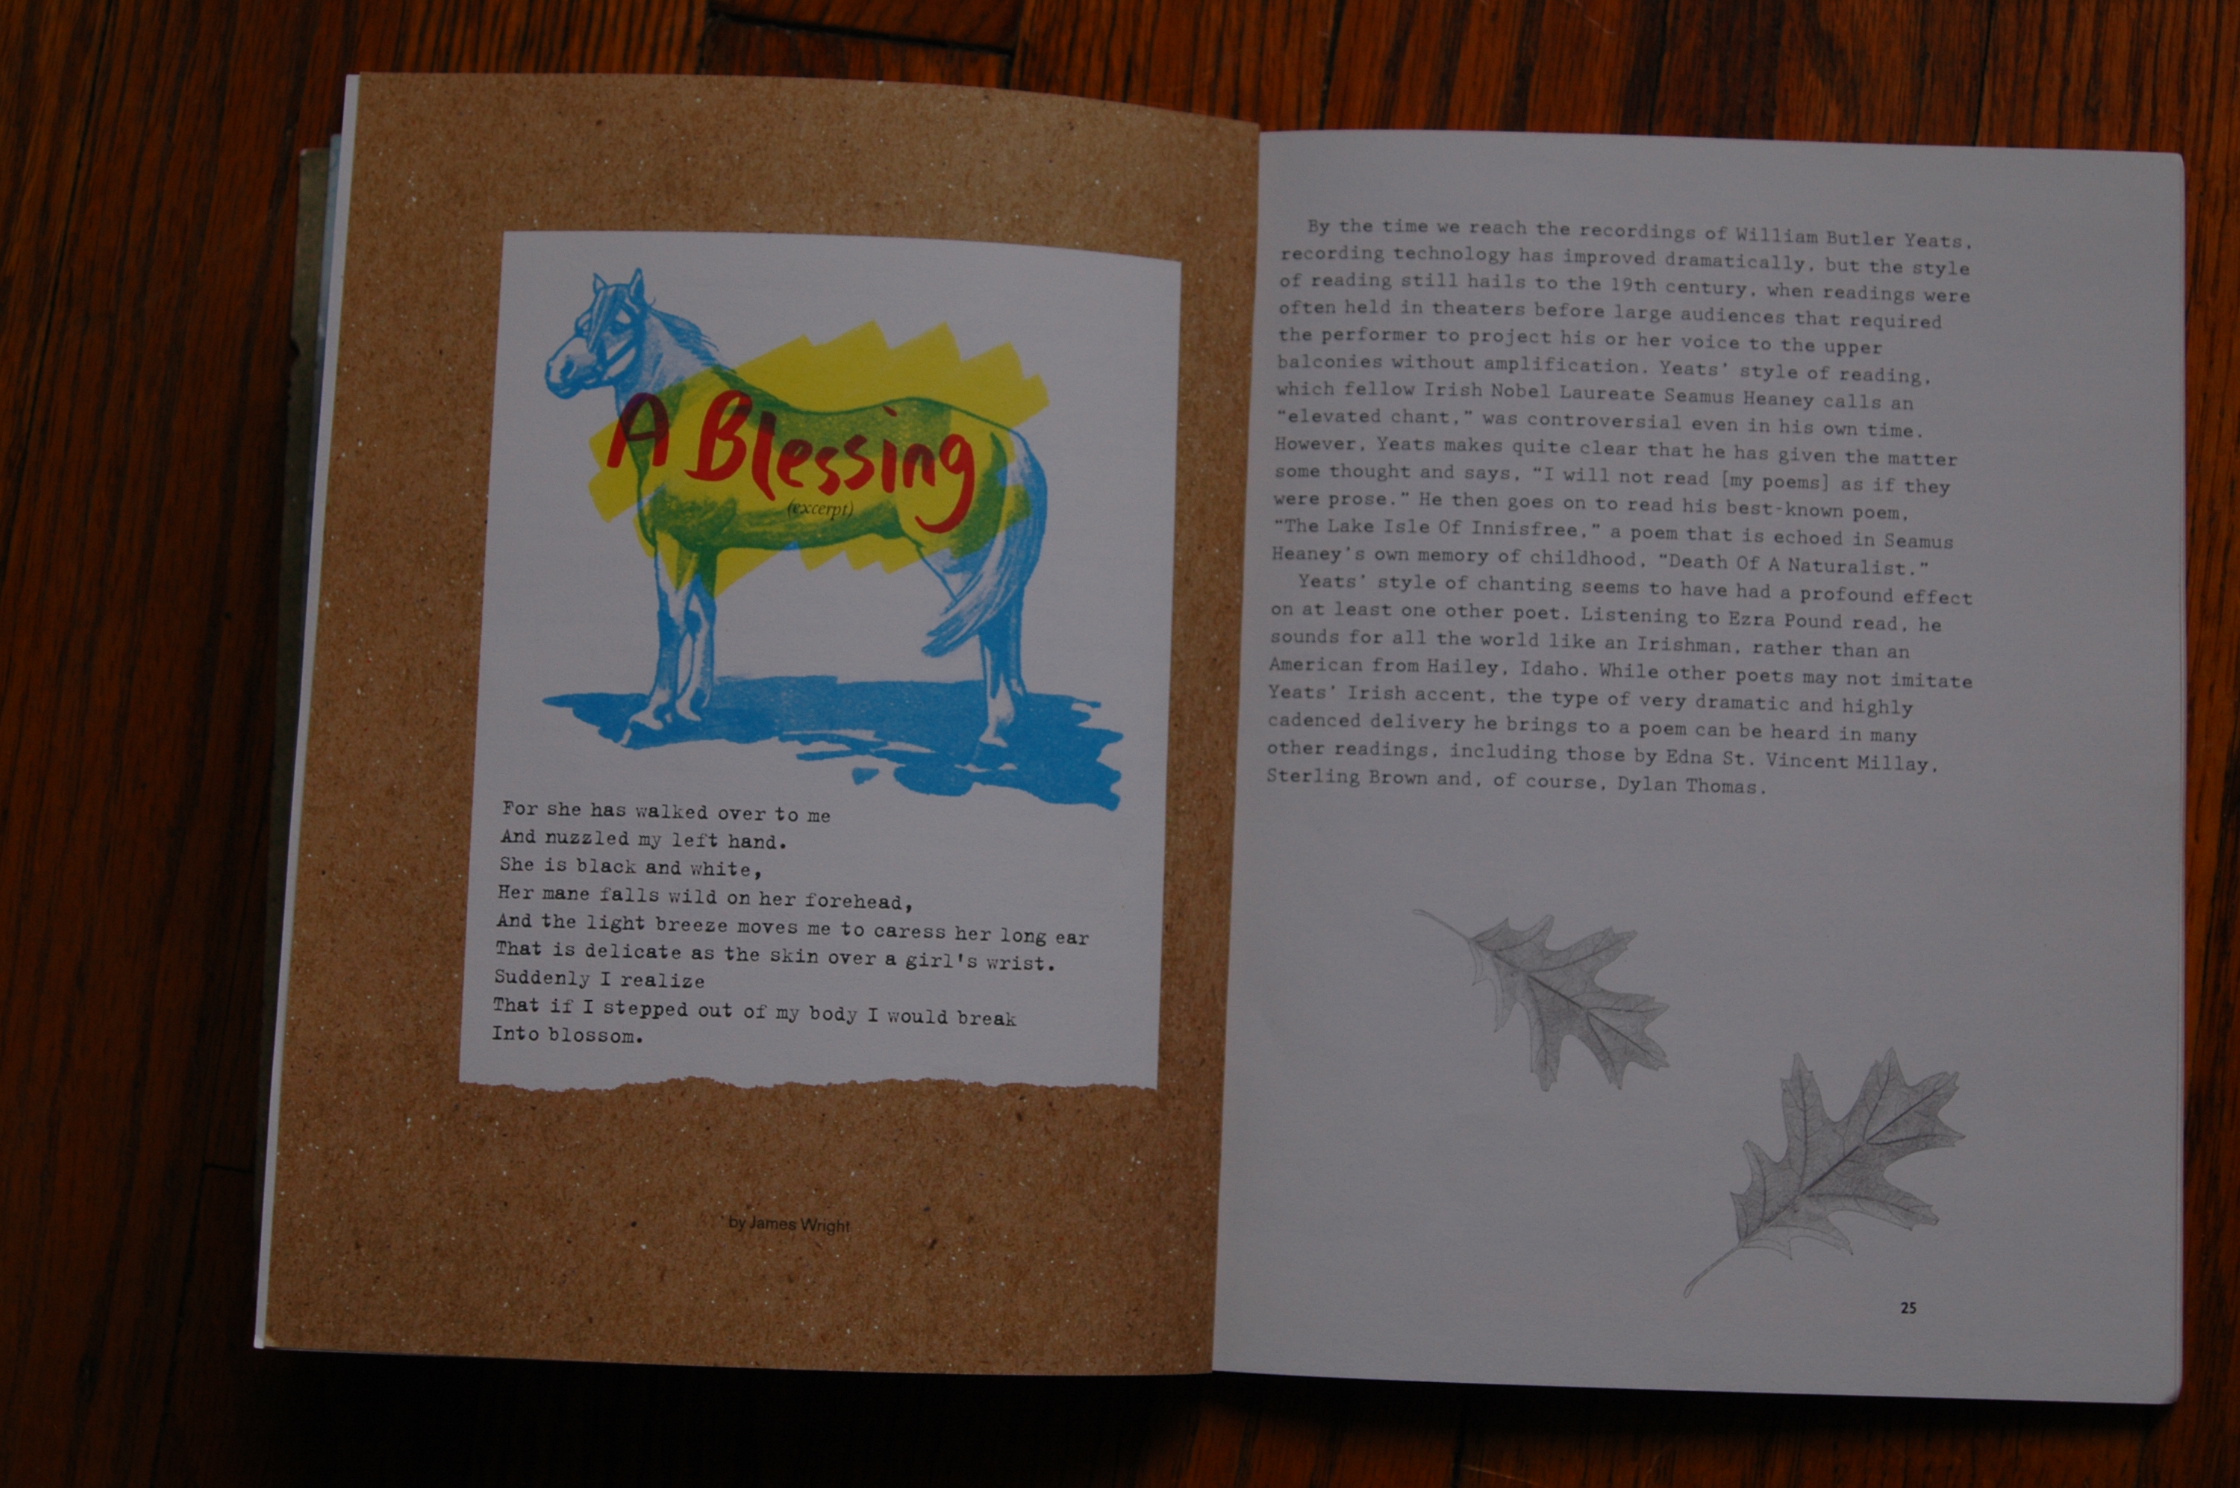 A Blessing
(excerpt)
For she has walked over to me
And nuzzled my left hand.
She is black and white,
Her mane falls wild on her forehead,
And the light breeze moves me to caress her long ear
That is delicate as the skin over a girl's wrist.
Suddenly I realize
That if I stepped out of my body I would break
Into blossom.
by James Wright
By the time we reach the recordings of William Butler Yeats,
recording technology has improved dramatically, but the style
of reading still hails to the 19th century, when readings were
often held in theaters before large audiences that required
the performer to project his or her voice to the upper
balconies without amplification. Yeats' style of reading,
which fellow Irish Nobel Laureate Seamus Heaney calls an
"elevated chant," was controversial even in his own time.
However, Yeats makes quite clear that he has given the matter
some thought and says, "I will not read [my poems] as if they
were prose." He then goes on to read his best-known poem,
"The Lake Isle Of Innisfree," a poem that is echoed in Seamus
Heaney's own memory of childhood, "Death Of A Naturalist."
Yeats' style of chanting seems to have had a profound effect
on at least one other poet. Listening to Ezra Pound read, he
sounds for all the world like an Irishman, rather than an
American from Hailey, Idaho. While other poets may not imitate
Yeats' Irish accent, the type of very dramatic and highly
cadenced delivery he brings to a poem can be heard in many
other readings, including those by Edna St. Vincent Millay,
Sterling Brown and, of course, Dylan Thomas.
25